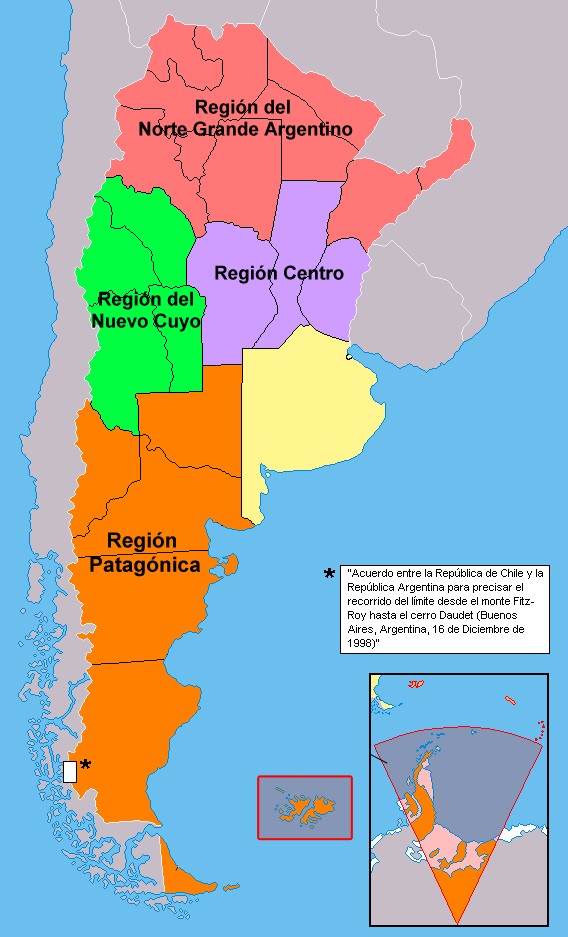 Región del
Norte Grande Argentino
Región Centro
Región del
Nuevo Cuyo
Región
Patagónica
* "Acuerdo entre la República de Chile y la
República Argentina para precisar el
recorrido del límite desde el monte Fitz-
Roy hasta el cerro Daudet (Buenos
Aires, Argentina, 16 de Diciembre de
1998)"
*